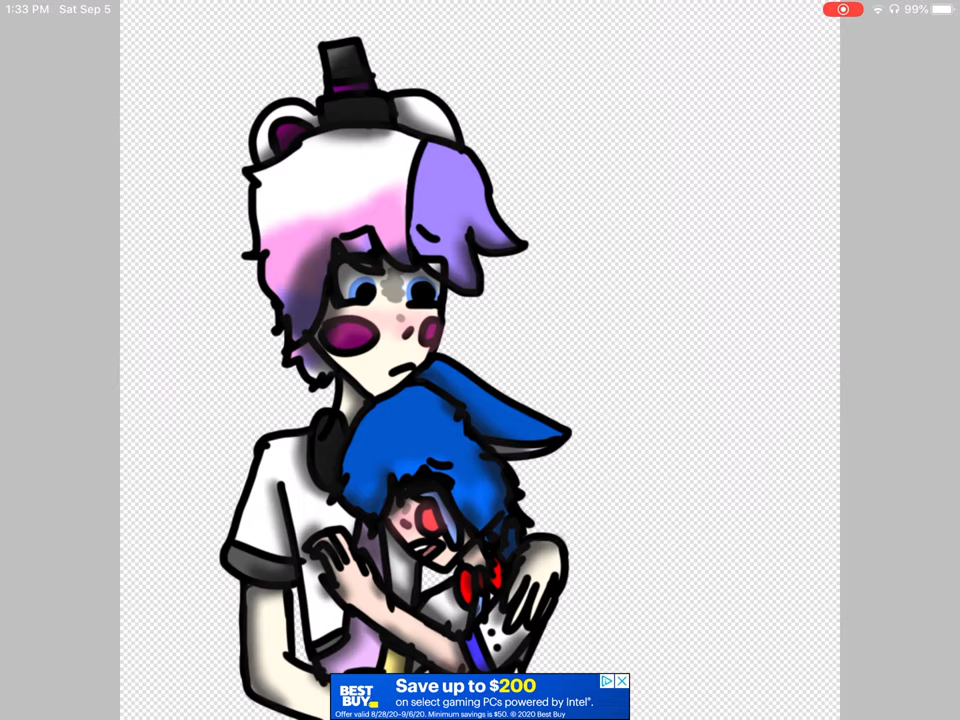 1:33 PM Sat Sep 5
99%
BEST BUY
Save up to $200
on select gaming PCs powered by Intel®.
Offer valid 8/28/20–9/6/20. Minimum savings is $50. © 2020 Best Buy